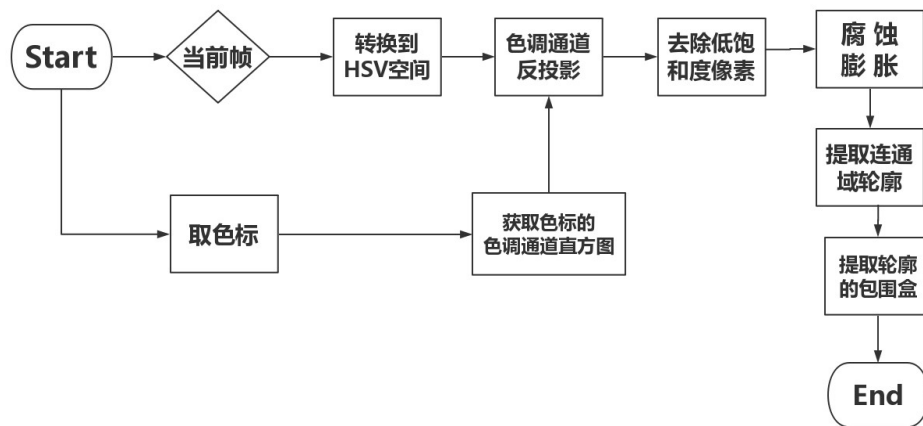 Start
当前帧
转换到
HSV空间
色调通道
反投影
去除低饱
和度像素
腐 蚀
膨 胀
提取连通
域轮廓
取色标
获取色标的
色调通道直方图
提取轮廓
的包围盒
End